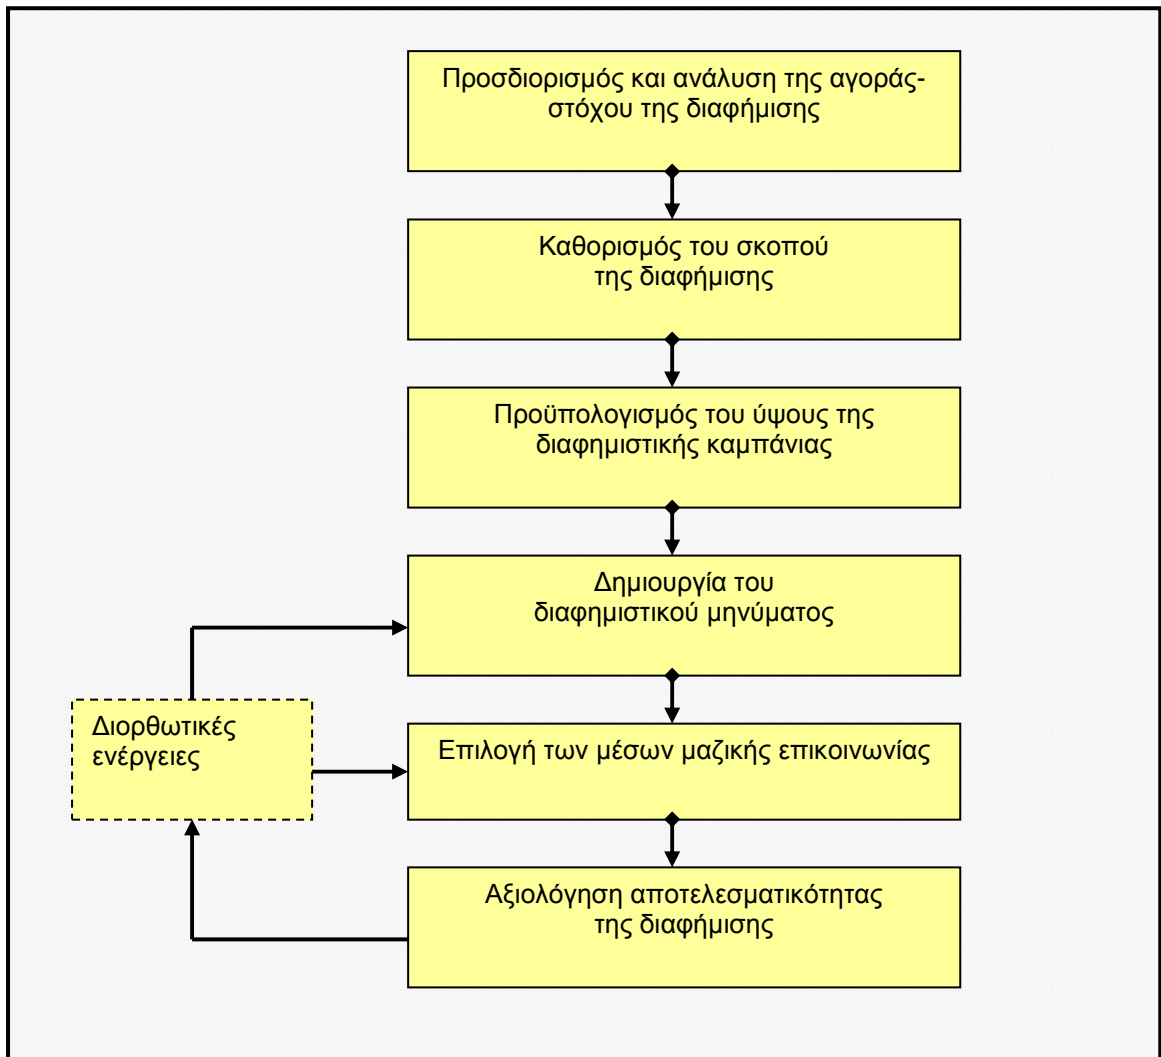 Προσδιορισμός και ανάλυση της αγοράς-
στόχου της διαφήμισης
Καθορισμός του σκοπού
της διαφήμισης
Προϋπολογισμός του ύψους της
διαφημιστικής καμπάνιας
Δημιουργία του
διαφημιστικού μηνύματος
Διορθωτικές
ενέργειες
Επιλογή των μέσων μαζικής επικοινωνίας
Αξιολόγηση αποτελεσματικότητας
της διαφήμισης